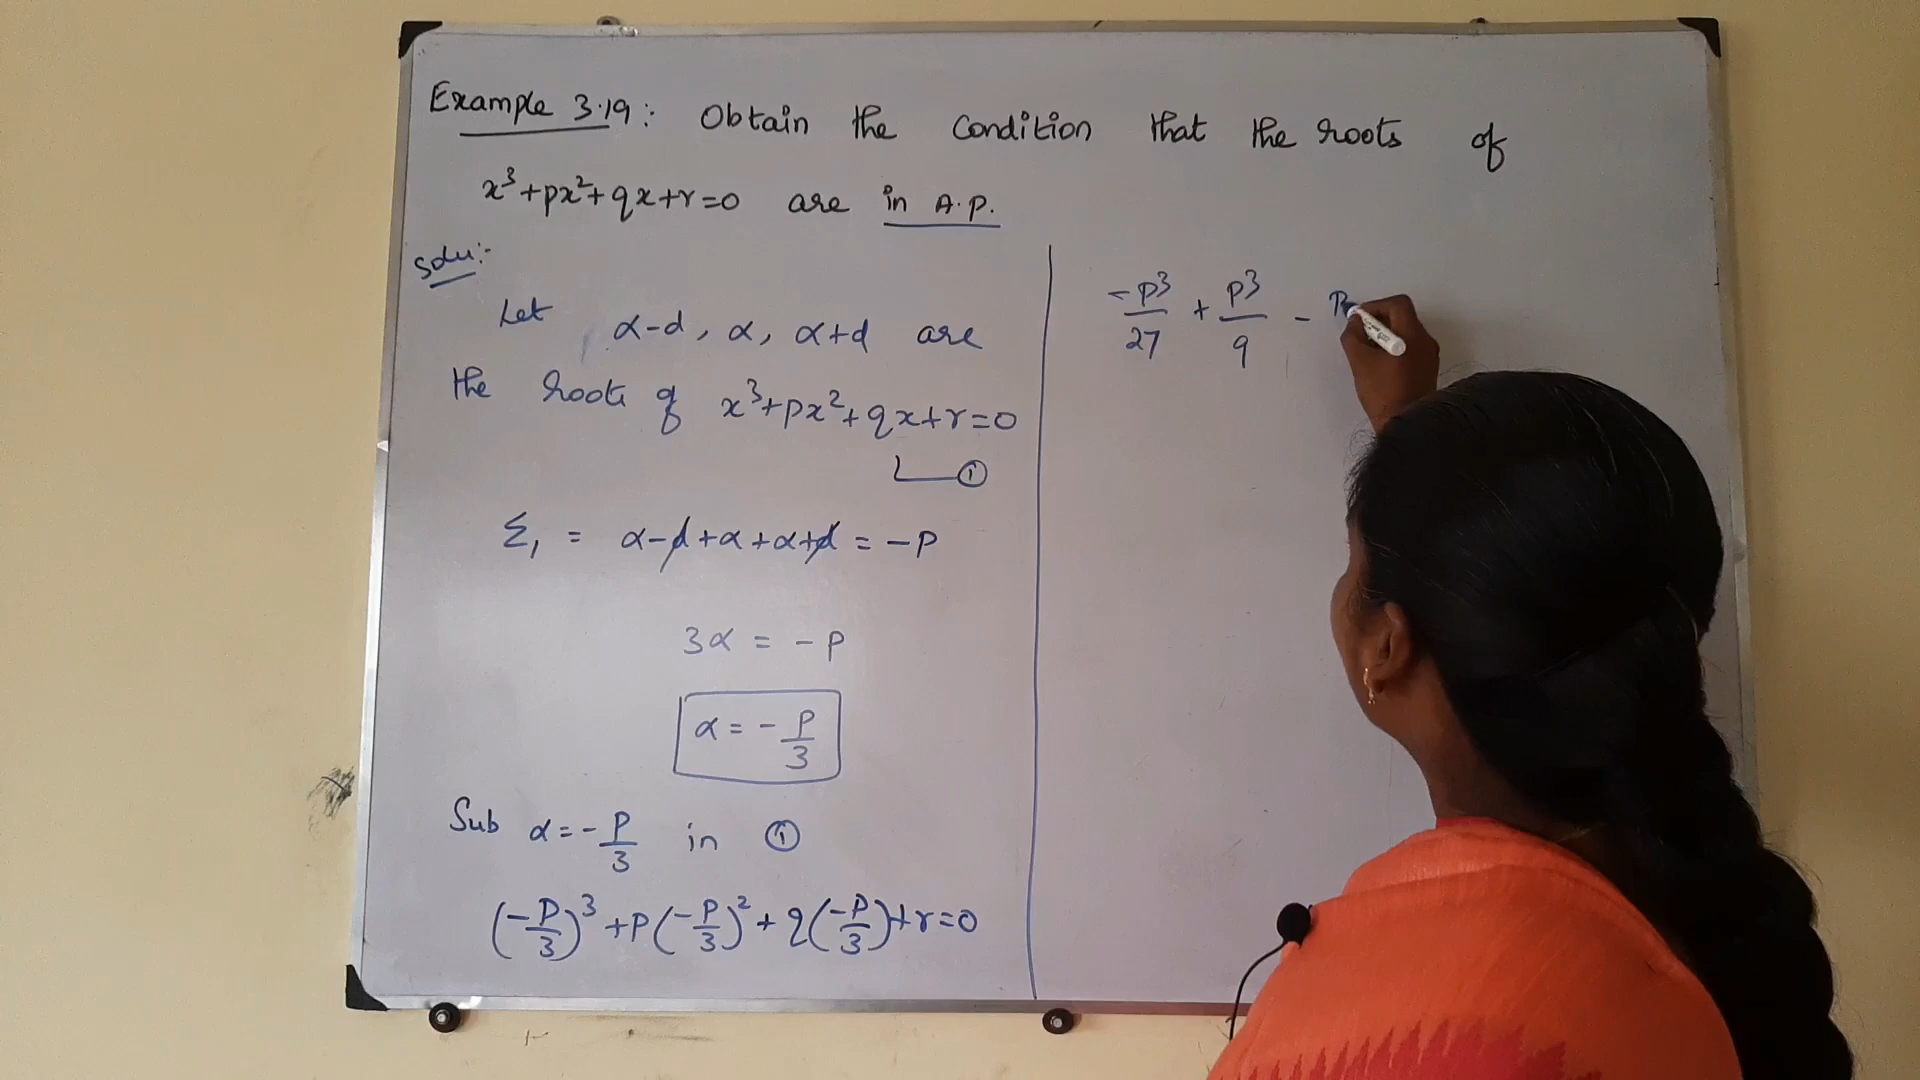 Example 3.19: Obtain the Condition that the roots of
x³+px²+qx+r=0 are in A.P.
Solu:-
Let α-d, α, α+d are
the roots of x³+px²+qx+r=0
①
Σ₁ = α-d+α+α+d = -P
3α = -P
α = -P/3
Sub α = -P/3 in ①
(-P/3)³+P(-P/3)²+q(-P/3)+r=0
-P³/27 + P³/9 - P